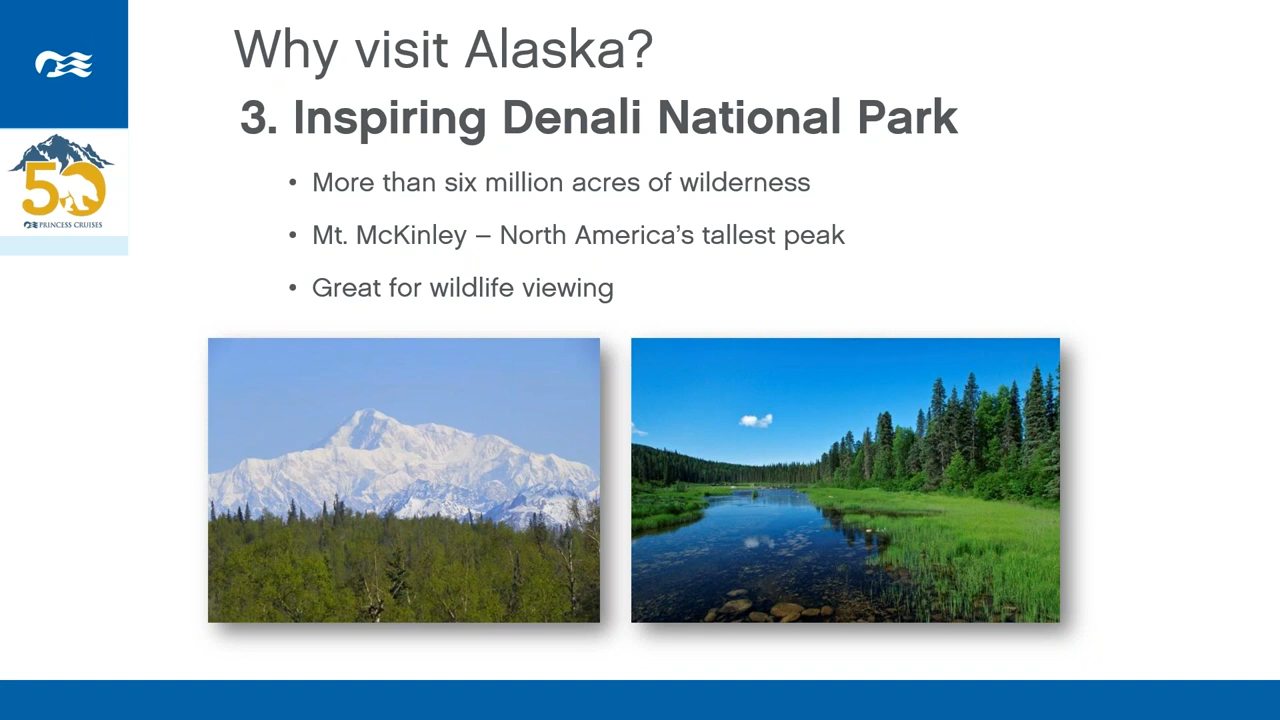 Why visit Alaska?
3. Inspiring Denali National Park
• More than six million acres of wilderness
• Mt. McKinley – North America’s tallest peak
• Great for wildlife viewing
50
PRINCESS CRUISES